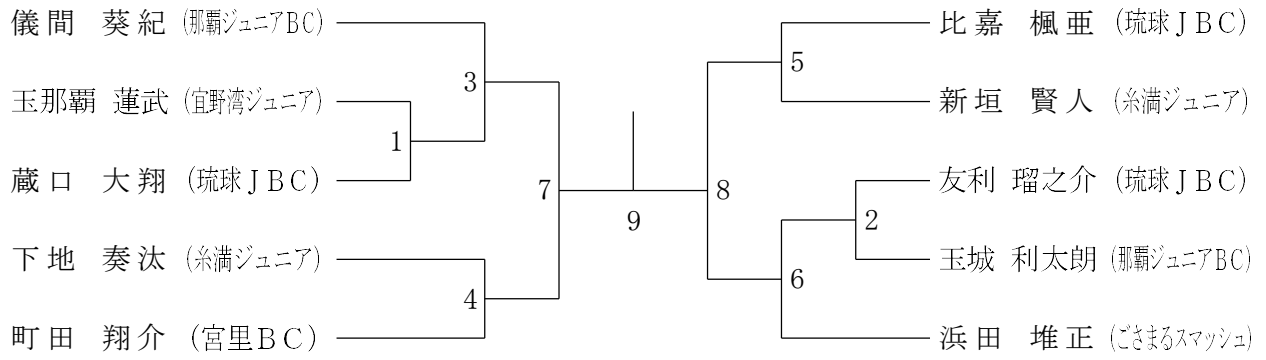 儀間 葵紀 (那覇ジュニアBC)
玉那覇 蓮武 (宜野湾ジュニア)
蔵口 大翔 (琉球JBC)
下地 奏汰 (糸満ジュニア)
町田 翔介 (宮里BC)
3
1
4
7
9
8
5
2
6
比嘉 楓亜 (琉球JBC)
新垣 賢人 (糸満ジュニア)
友利 瑠之介 (琉球JBC)
玉城 利太朗 (那覇ジュニアBC)
浜田 堆正 (ごさまるスマッシュ)